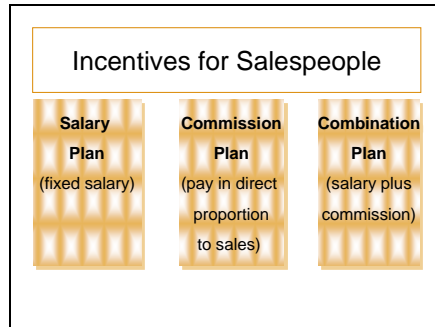 Incentives for Salespeople
Salary
Plan
(fixed salary)
Commission
Plan
(pay in direct
proportion
to sales)
Combination
Plan
(salary plus
commission)